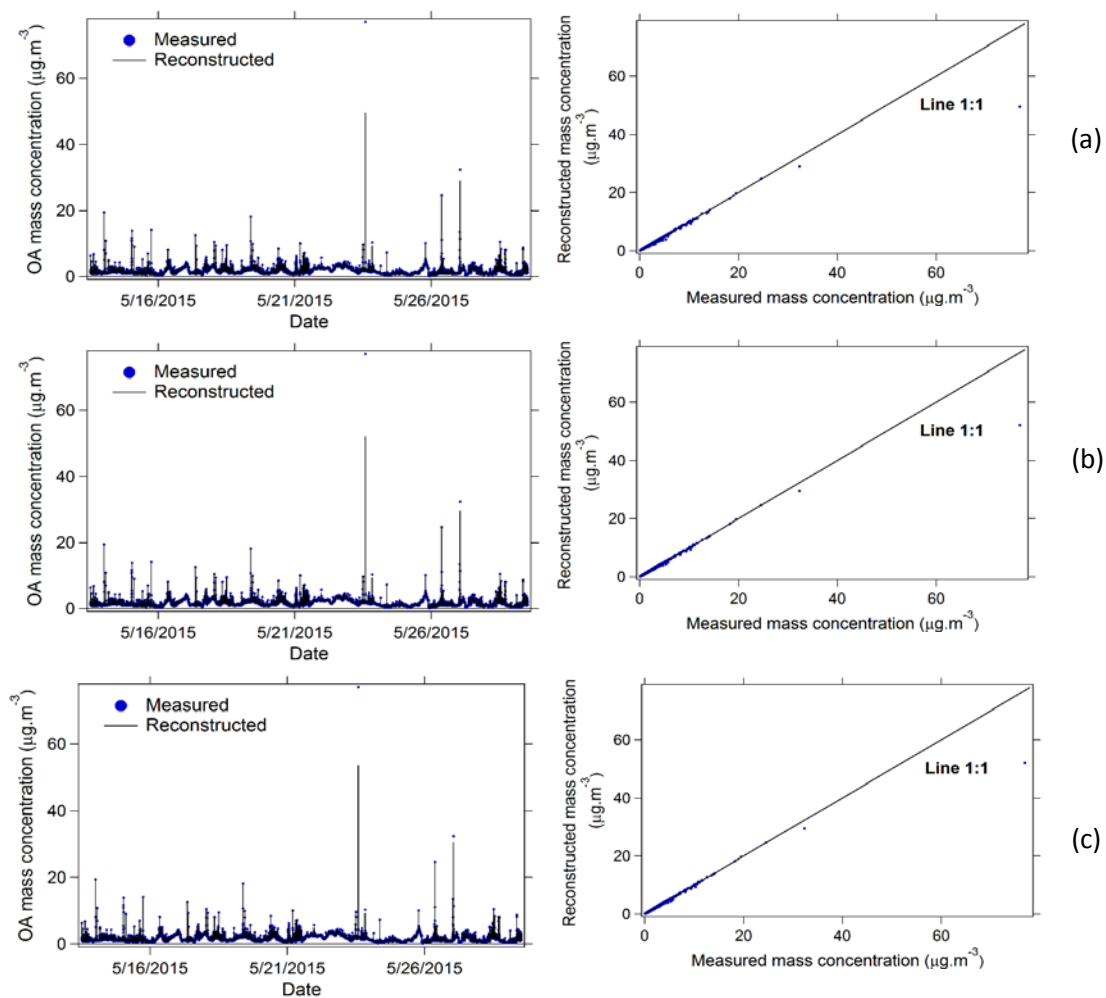 OA mass concentration (µg.m⁻³)
60
40
20
0
Measured
Reconstructed
5/16/2015
5/21/2015
5/26/2015
Date
Reconstructed mass concentration
(µg.m⁻³)
60
40
20
0
Line 1:1
0
20
40
60
Measured mass concentration (µg.m⁻³)
(a)
OA mass concentration (µg.m⁻³)
60
40
20
0
Measured
Reconstructed
5/16/2015
5/21/2015
5/26/2015
Date
Reconstructed mass concentration
(µg.m⁻³)
60
40
20
0
Line 1:1
0
20
40
60
Measured mass concentration (µg.m⁻³)
(b)
OA mass concentration (µg.m⁻³)
60
40
20
0
Measured
Reconstructed
5/16/2015
5/21/2015
5/26/2015
Date
Reconstructed mass concentration
(µg.m⁻³)
60
40
20
0
Line 1:1
0
20
40
60
Measured mass concentration (µg.m⁻³)
(c)